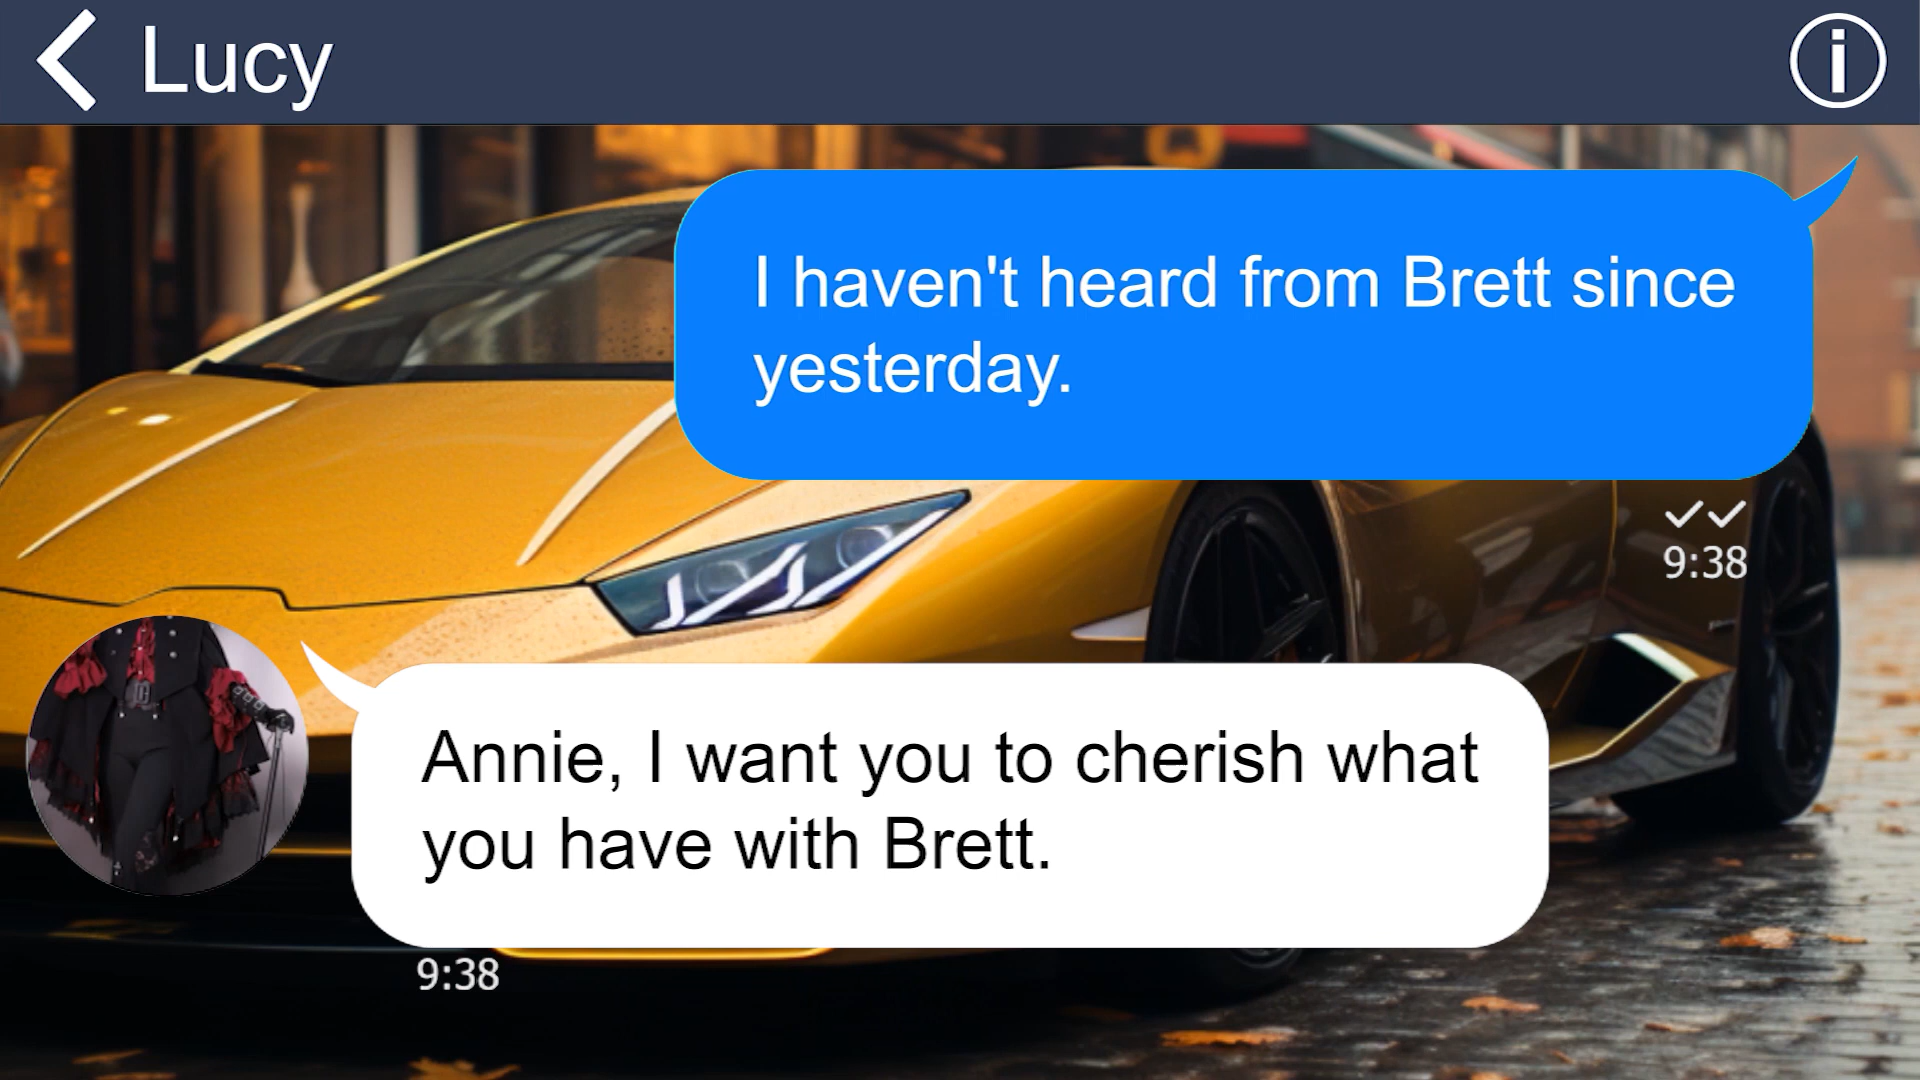 Lucy
I haven't heard from Brett since
yesterday.
9:38
Annie, I want you to cherish what
you have with Brett.
9:38